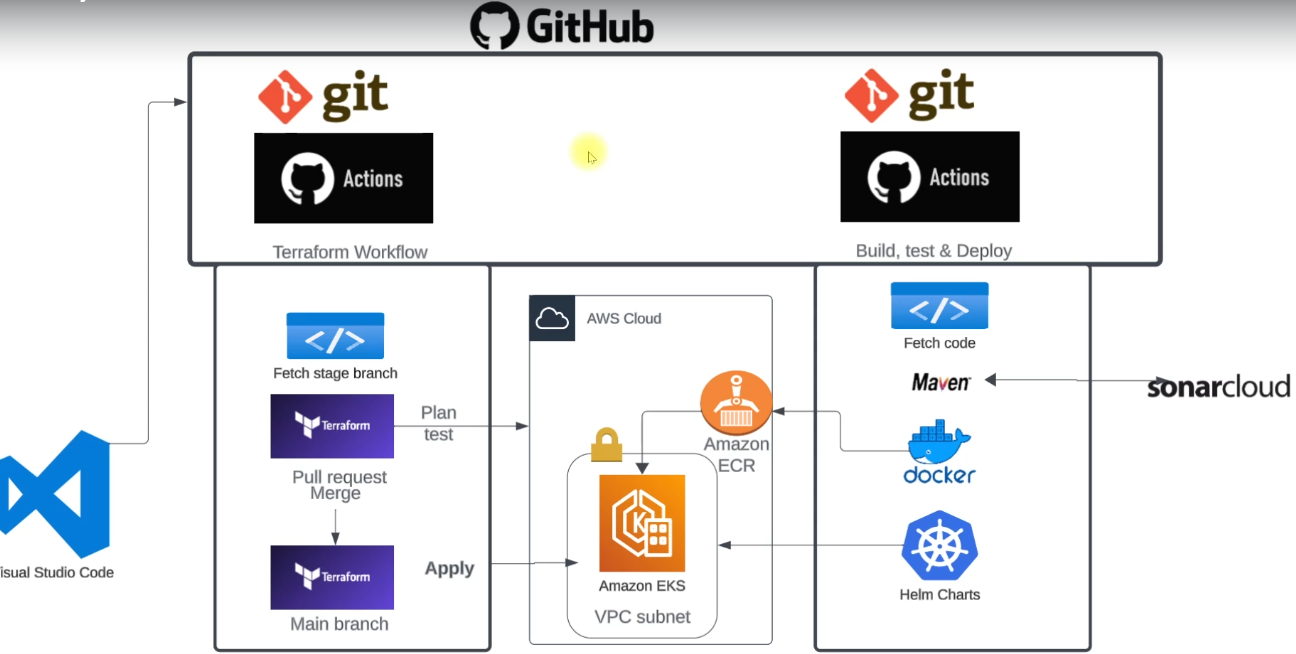 GitHub
git
Actions
Terraform Workflow
git
Actions
Build, test & Deploy
Fetch stage branch
Terraform
Pull request
Merge
Terraform
Main branch
Plan
test
Apply
AWS Cloud
Amazon
ECR
Amazon EKS
VPC subnet
Fetch code
Maven
docker
Helm Charts
sonarcloud
isual Studio Code